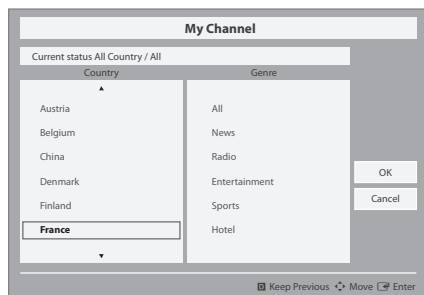 My Channel
Current status All Country / All
Country
Genre
Austria
Belgium
China
Denmark
Finland
France
All
News
Radio
Entertainment
Sports
Hotel
OK
Cancel
D Keep Previous Move Enter